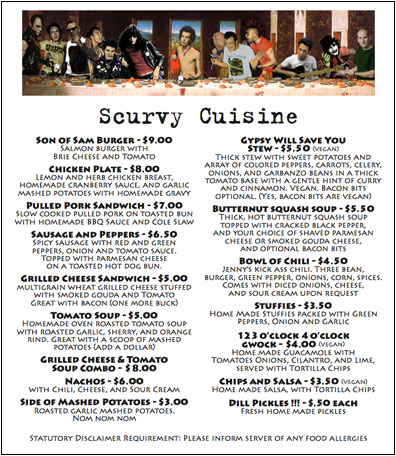 Scurvy Cuisine
Son of Sam Burger - $9.00
Salmon burger with
Brie Cheese and Tomato
Chicken Plate - $8.00
Lemon and herb chicken breast,
homemade cranberry sauce, and garlic
mashed potatoes with homemade gravy
Pulled Pork Sandwich - $7.00
Slow cooked pulled pork on toasted bun
with homemade BBQ Sauce and Cole Slaw
Sausage and Peppers - $6.50
Spicy sausage with red and green
peppers, onion and tomato sauce.
Topped with parmesan cheese
on a toasted hot dog bun.
Grilled Cheese Sandwich - $5.00
multigrain wheat grilled cheese stuffed
with smoked gouda and Tomato
Great with bacon (one more buck)
Tomato Soup - $5.00
Homemade oven roasted tomato soup
with roasted garlic, sherry, and orange
rind. Great with a scoop of mashed
potatoes (add a dollar)
Grilled Cheese & Tomato
Soup Combo - $8.00
Nachos - $6.00
with Chili, Cheese, and Sour Cream
Side of Mashed Potatoes - $3.00
Roasted garlic mashed potatoes.
Nom nom nom
Gypsy Will Save You
Stew - $5.50 (vegan)
Thick stew with sweet potatoes and
array of colored peppers, carrots, celery,
onions, and garbanzo beans in a thick
tomato base with a gentle hint of curry
and cinnamon. Vegan. Bacon bits
optional. (Yes, bacon bits are vegan)
Butternut Squash Soup - $5.50
Thick, hot butternut squash soup
topped with cracked black pepper,
and your choice of shaved parmesan
cheese or smoked gouda cheese,
and optional bacon bits
Bowl of Chili - $4.50
Jenny's kick ass chili. Three bean,
burger, green pepper, onions, corn, spices.
Comes with diced onions, cheese,
and sour cream upon request
Stuffies - $3.50
Home Made Stuffies packed with Green
Peppers, Onion and Garlic
123 o'clock 4 o'clock
gwock - $4.00 (vegan)
Home made Guacamole with
Tomatoes Onions, Cilantro, and Lime,
served with Tortilla Chips
Chips and Salsa - $3.50 (vegan)
Home made Salsa, with Tortilla Chips
Dill Pickles !!! - $.50 each
Fresh home made pickles
Statutory Disclaimer Requirement: Please inform server of any food allergies